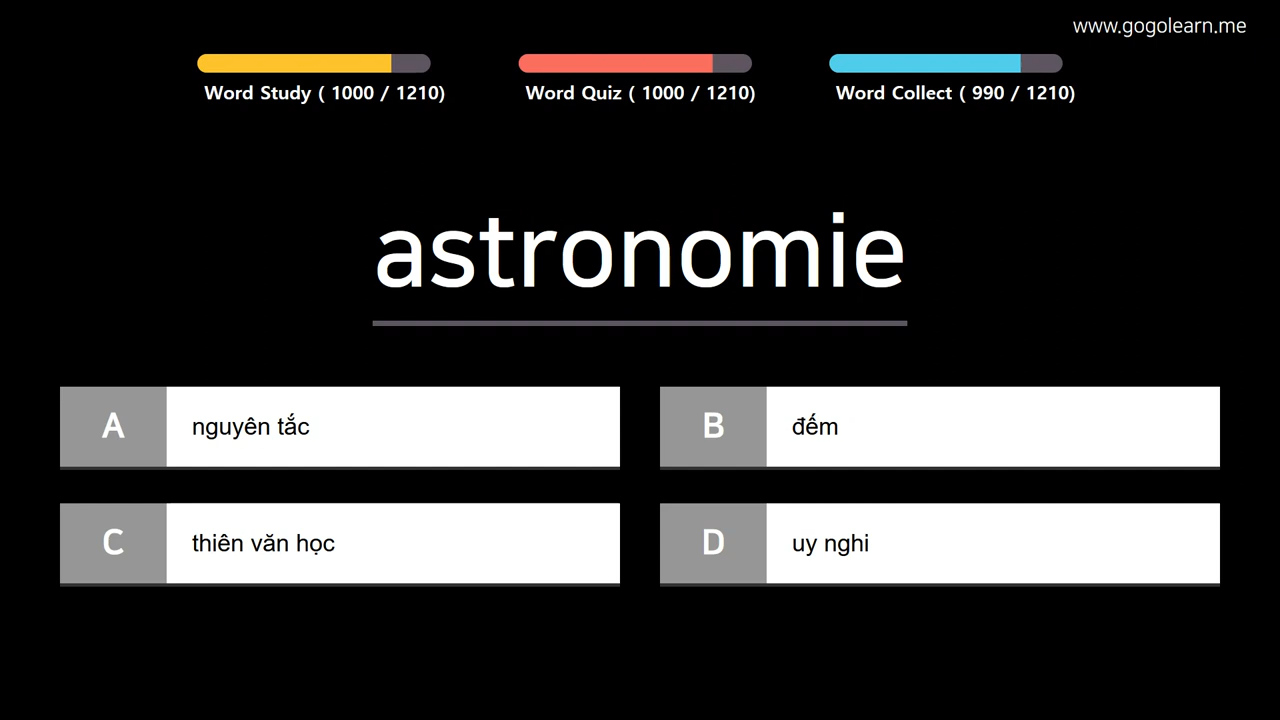 www.gogolearn.me
Word Study ( 1000 / 1210)
Word Quiz ( 1000 / 1210)
Word Collect ( 990 / 1210)
astronomie
A nguyên tắc
B đếm
C thiên văn học
D uy nghi